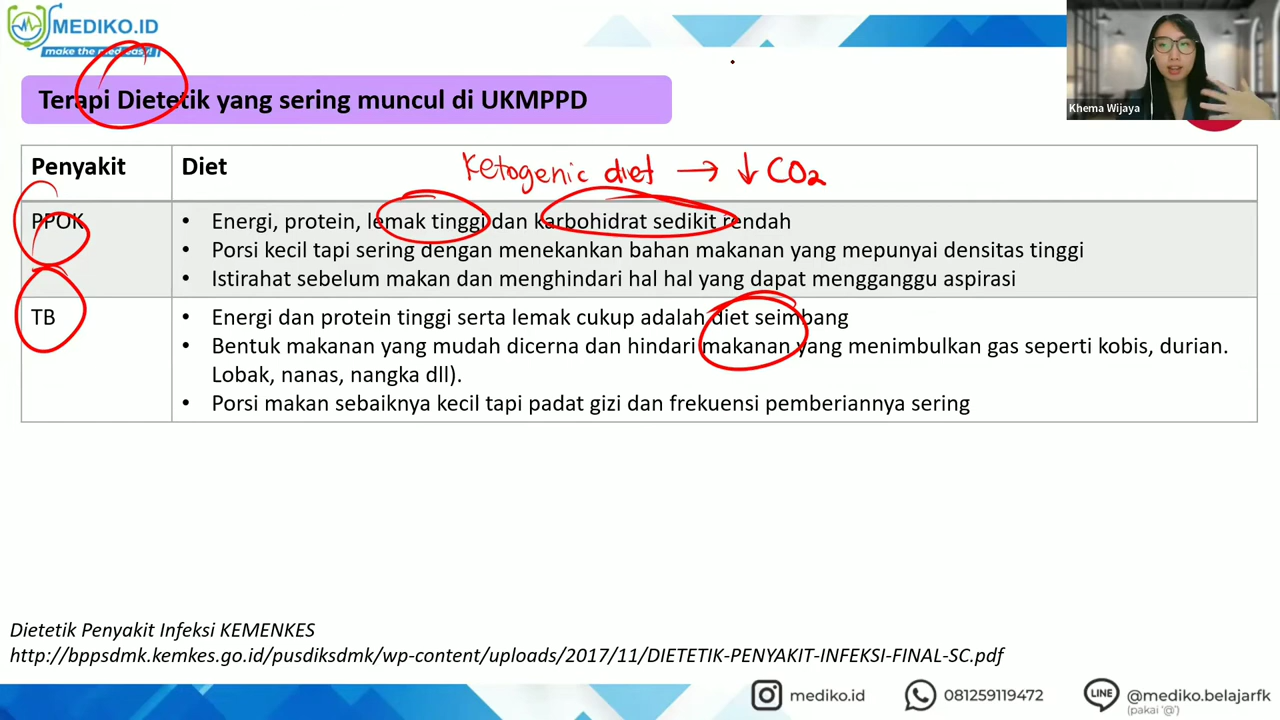 MEDIKO.ID
make the med easy!
Khema Wijaya
Terapi Dietetik yang sering muncul di UKMPPD
Penyakit
Diet
Ketogenic diet → ↓ CO2
PPOK
• Energi, protein, lemak tinggi dan karbohidrat sedikit rendah
• Porsi kecil tapi sering dengan menekankan bahan makanan yang mepunyai densitas tinggi
• Istirahat sebelum makan dan menghindari hal hal yang dapat mengganggu aspirasi
TB
• Energi dan protein tinggi serta lemak cukup adalah diet seimbang
• Bentuk makanan yang mudah dicerna dan hindari makanan yang menimbulkan gas seperti kobis, durian.
Lobak, nanas, nangka dll).
• Porsi makan sebaiknya kecil tapi padat gizi dan frekuensi pemberiannya sering
Dietetik Penyakit Infeksi KEMENKES
http://bppsdmk.kemkes.go.id/pusdiksdmk/wp-content/uploads/2017/11/DIETETIK-PENYAKIT-INFEKSI-FINAL-SC.pdf
mediko.id
081259119472
LINE
@mediko.belajarfk
(pakai '@')